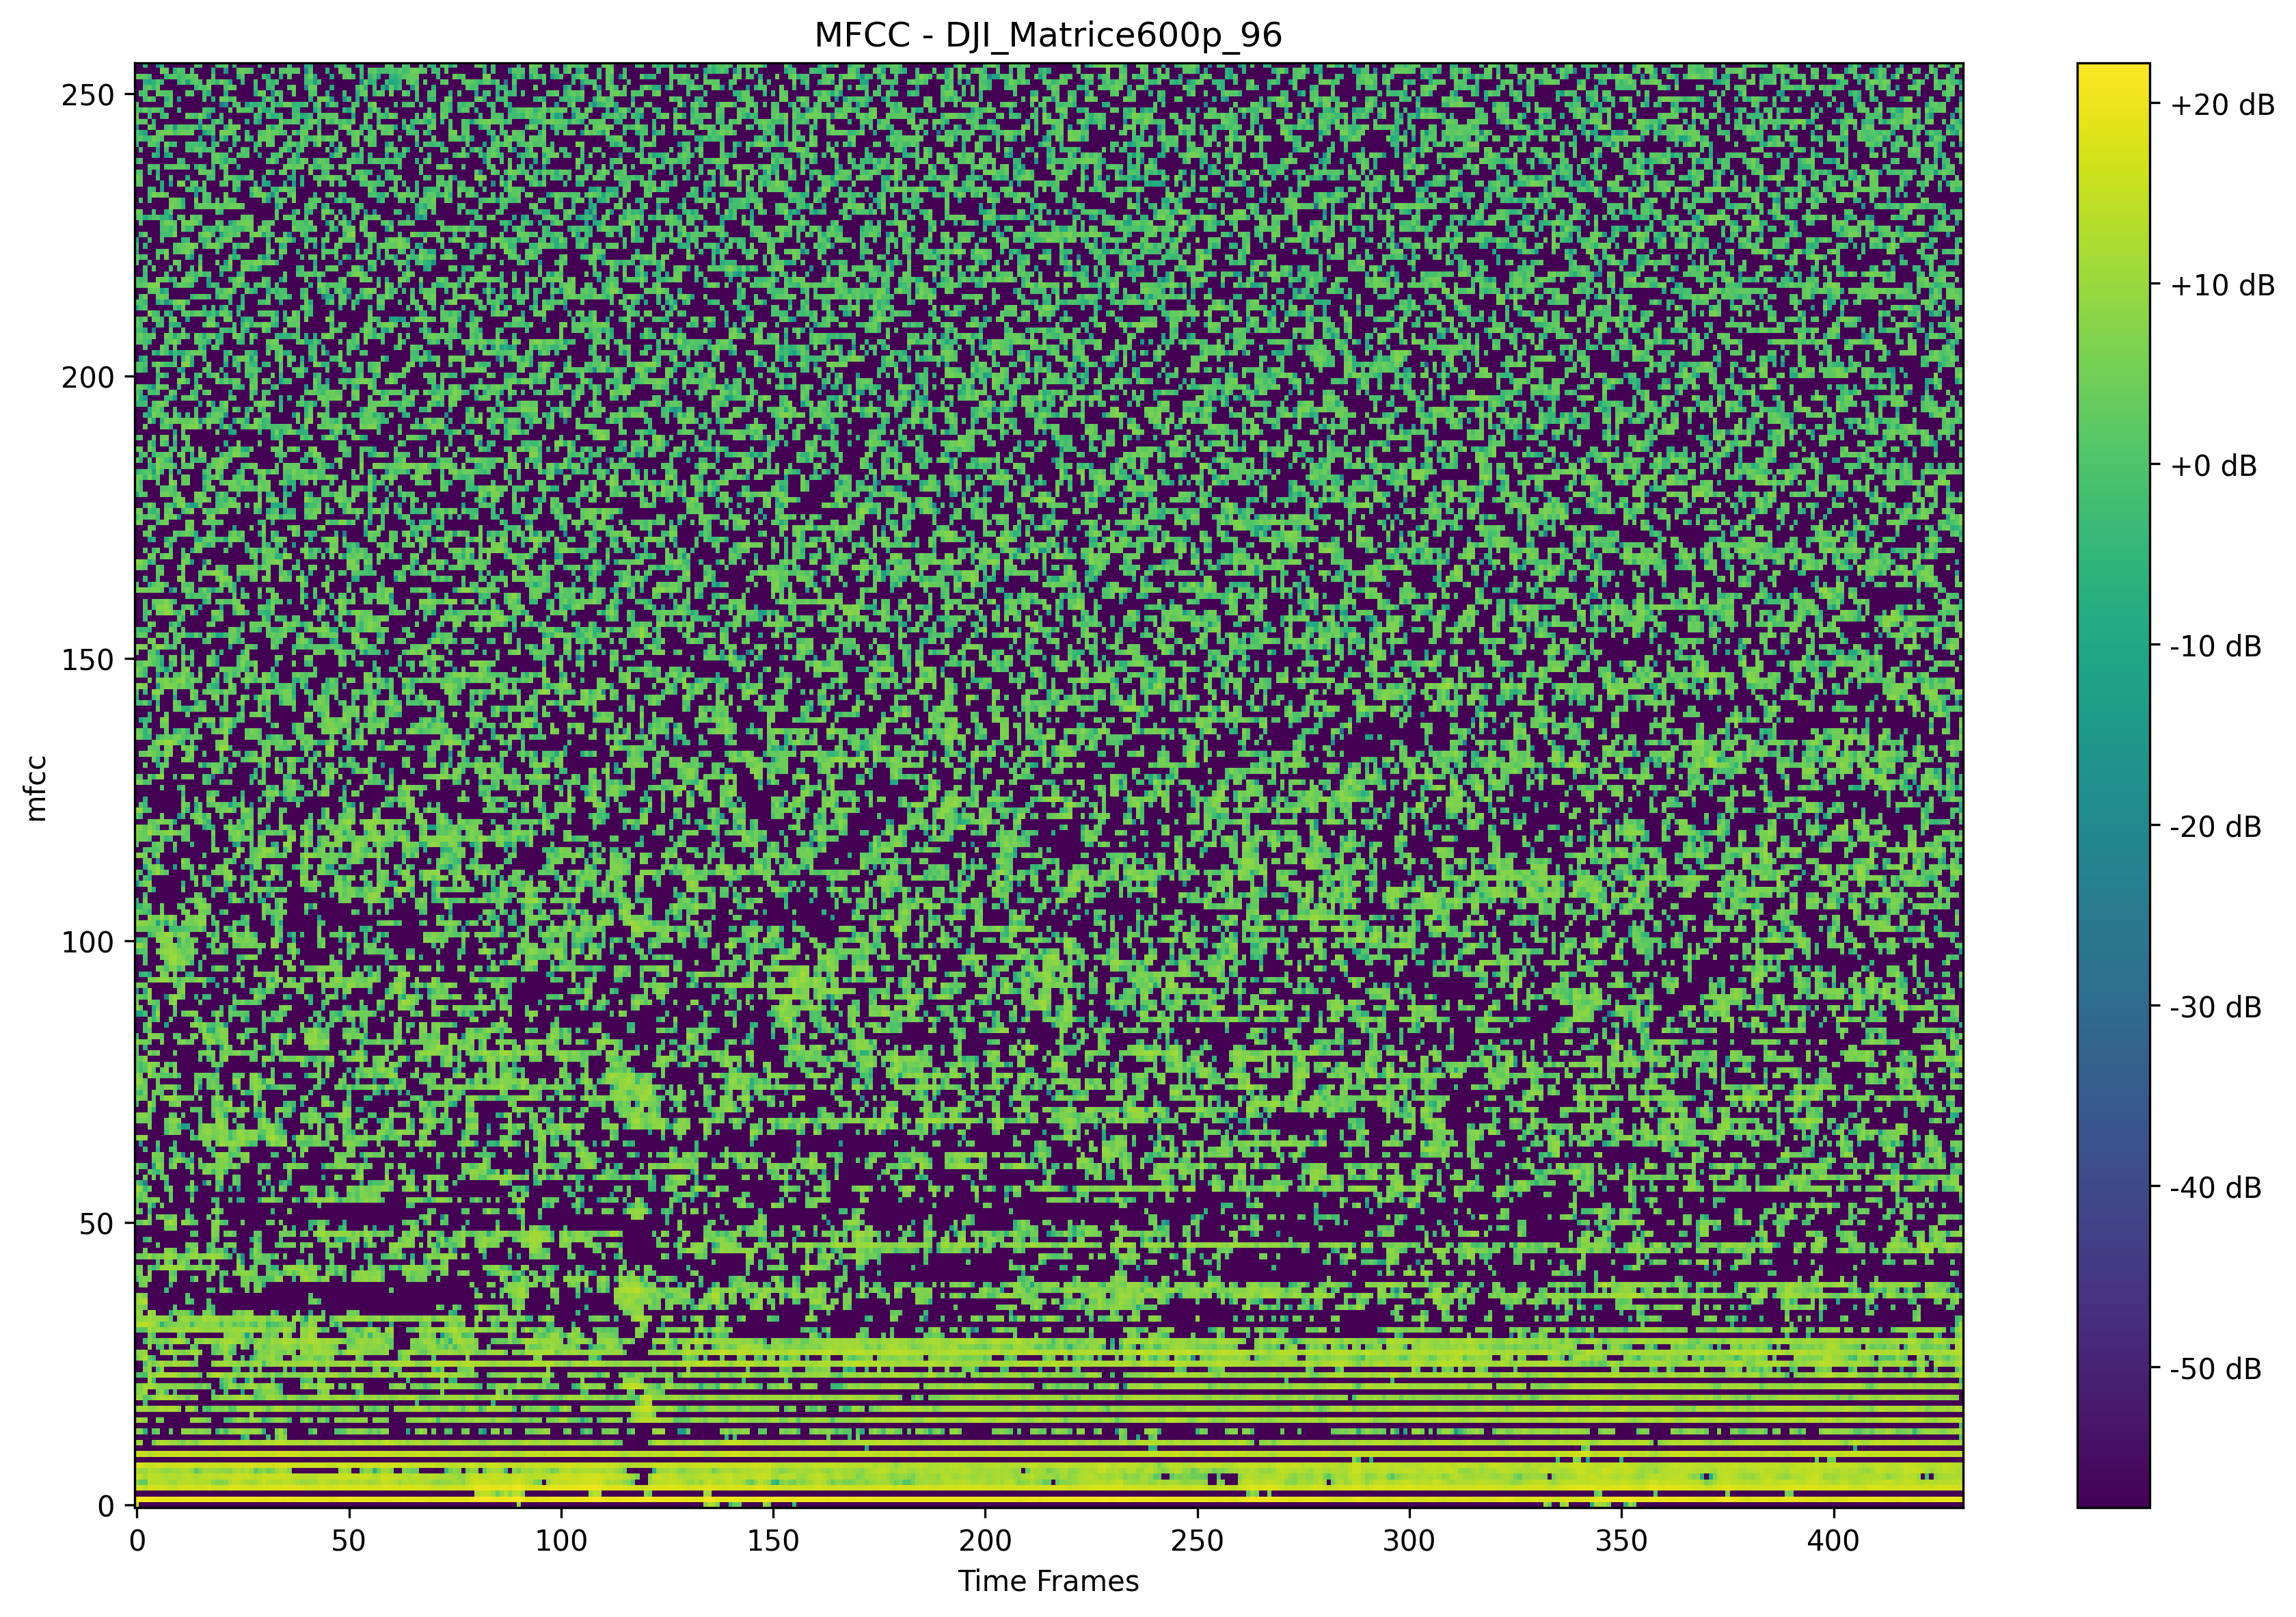 MFCC - DJI_Matrice600p_96
250
200
150
100
50
0
mfcc
0 50 100 150 200 250 300 350 400
Time Frames
+20 dB
+10 dB
+0 dB
-10 dB
-20 dB
-30 dB
-40 dB
-50 dB